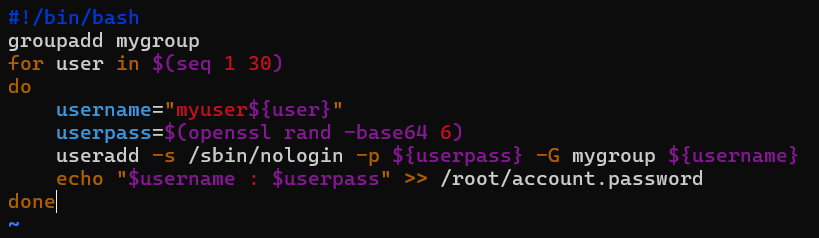 #!/bin/bash
groupadd mygroup
for user in $(seq 1 30)
do
    username="myuser${user}"
    userpass=$(openssl rand -base64 6)
    useradd -s /sbin/nologin -p ${userpass} -G mygroup ${username}
    echo "$username : $userpass" >> /root/account.password
done
~